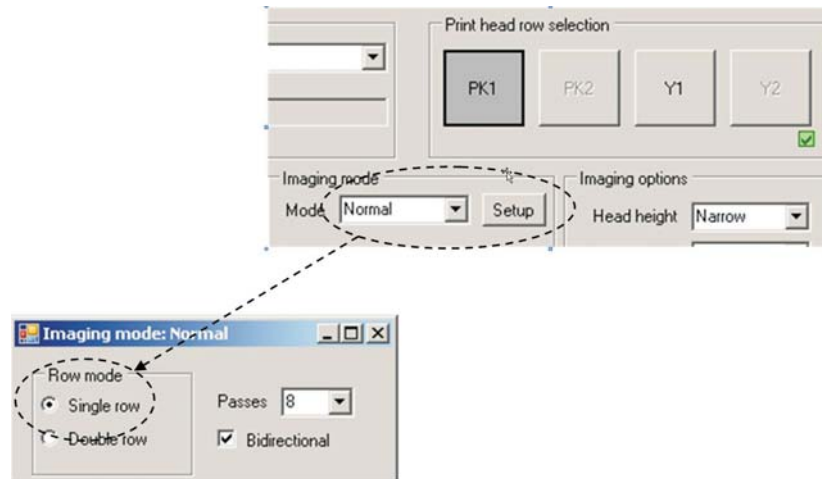 Print head row selection
PK1 PK2 Y1 Y2
Imaging mode
Mode Normal Setup
Imaging options
Head height Narrow
Imaging mode: Normal
Row mode
Single row
Double row
Passes 8
Bidirectional